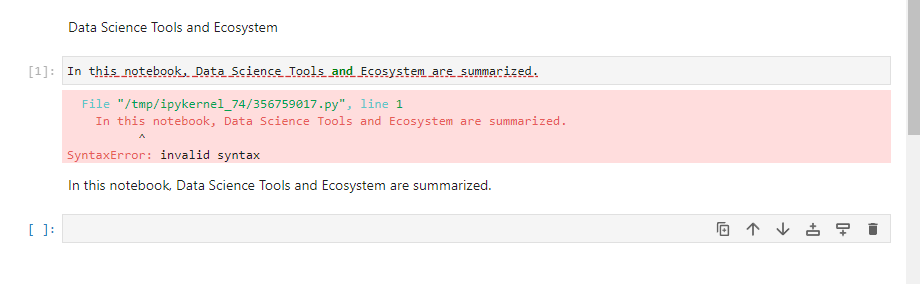 Data Science Tools and Ecosystem
[1]: In this notebook, Data Science Tools and Ecosystem are summarized.
File "/tmp/ipykernel_74/356759017.py", line 1
In this notebook, Data Science Tools and Ecosystem are summarized.
^
SyntaxError: invalid syntax
In this notebook, Data Science Tools and Ecosystem are summarized.
[ ]: